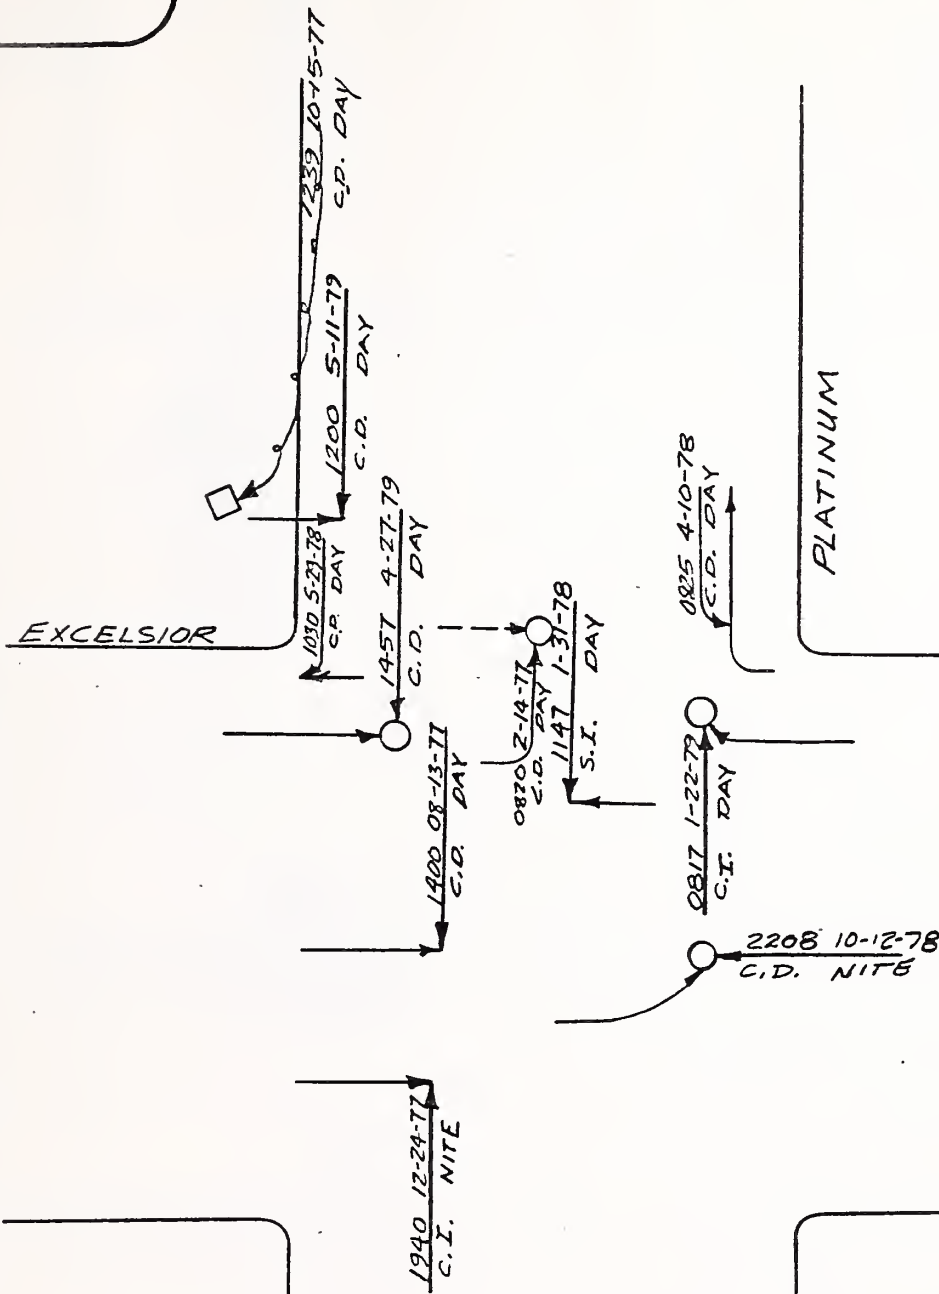 1239 10-15-77
C.D. DAY
1200 5-11-79
C.D. DAY
PLATINUM
1457 4-27-79
C.D. DAY
0825 4-10-78
C.D. DAY
EXCELSIOR
1030 5-29-78
C.D. DAY
1147 1-31-78
S.I. DAY
0820 2-14-77
C.D. DAY
1400 08-13-77
C.D. DAY
0817 1-22-79
C.I. DAY
2208 10-12-78
C.D. NITE
1940 12-24-77
C.I. NITE